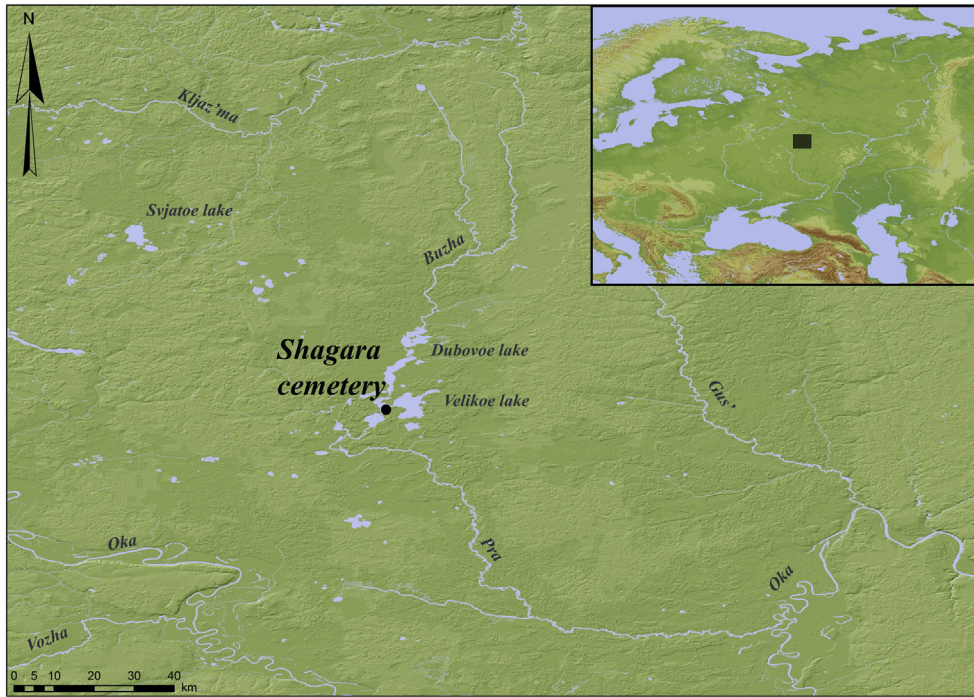 N
Kljaz'ma
Svjatoe lake
Buzha
Shagara
cemetery
Dubovoe lake
Velikoe lake
Gus'
Oka
Pra
Oka
Vozha
0 5 10 20 30 40
km